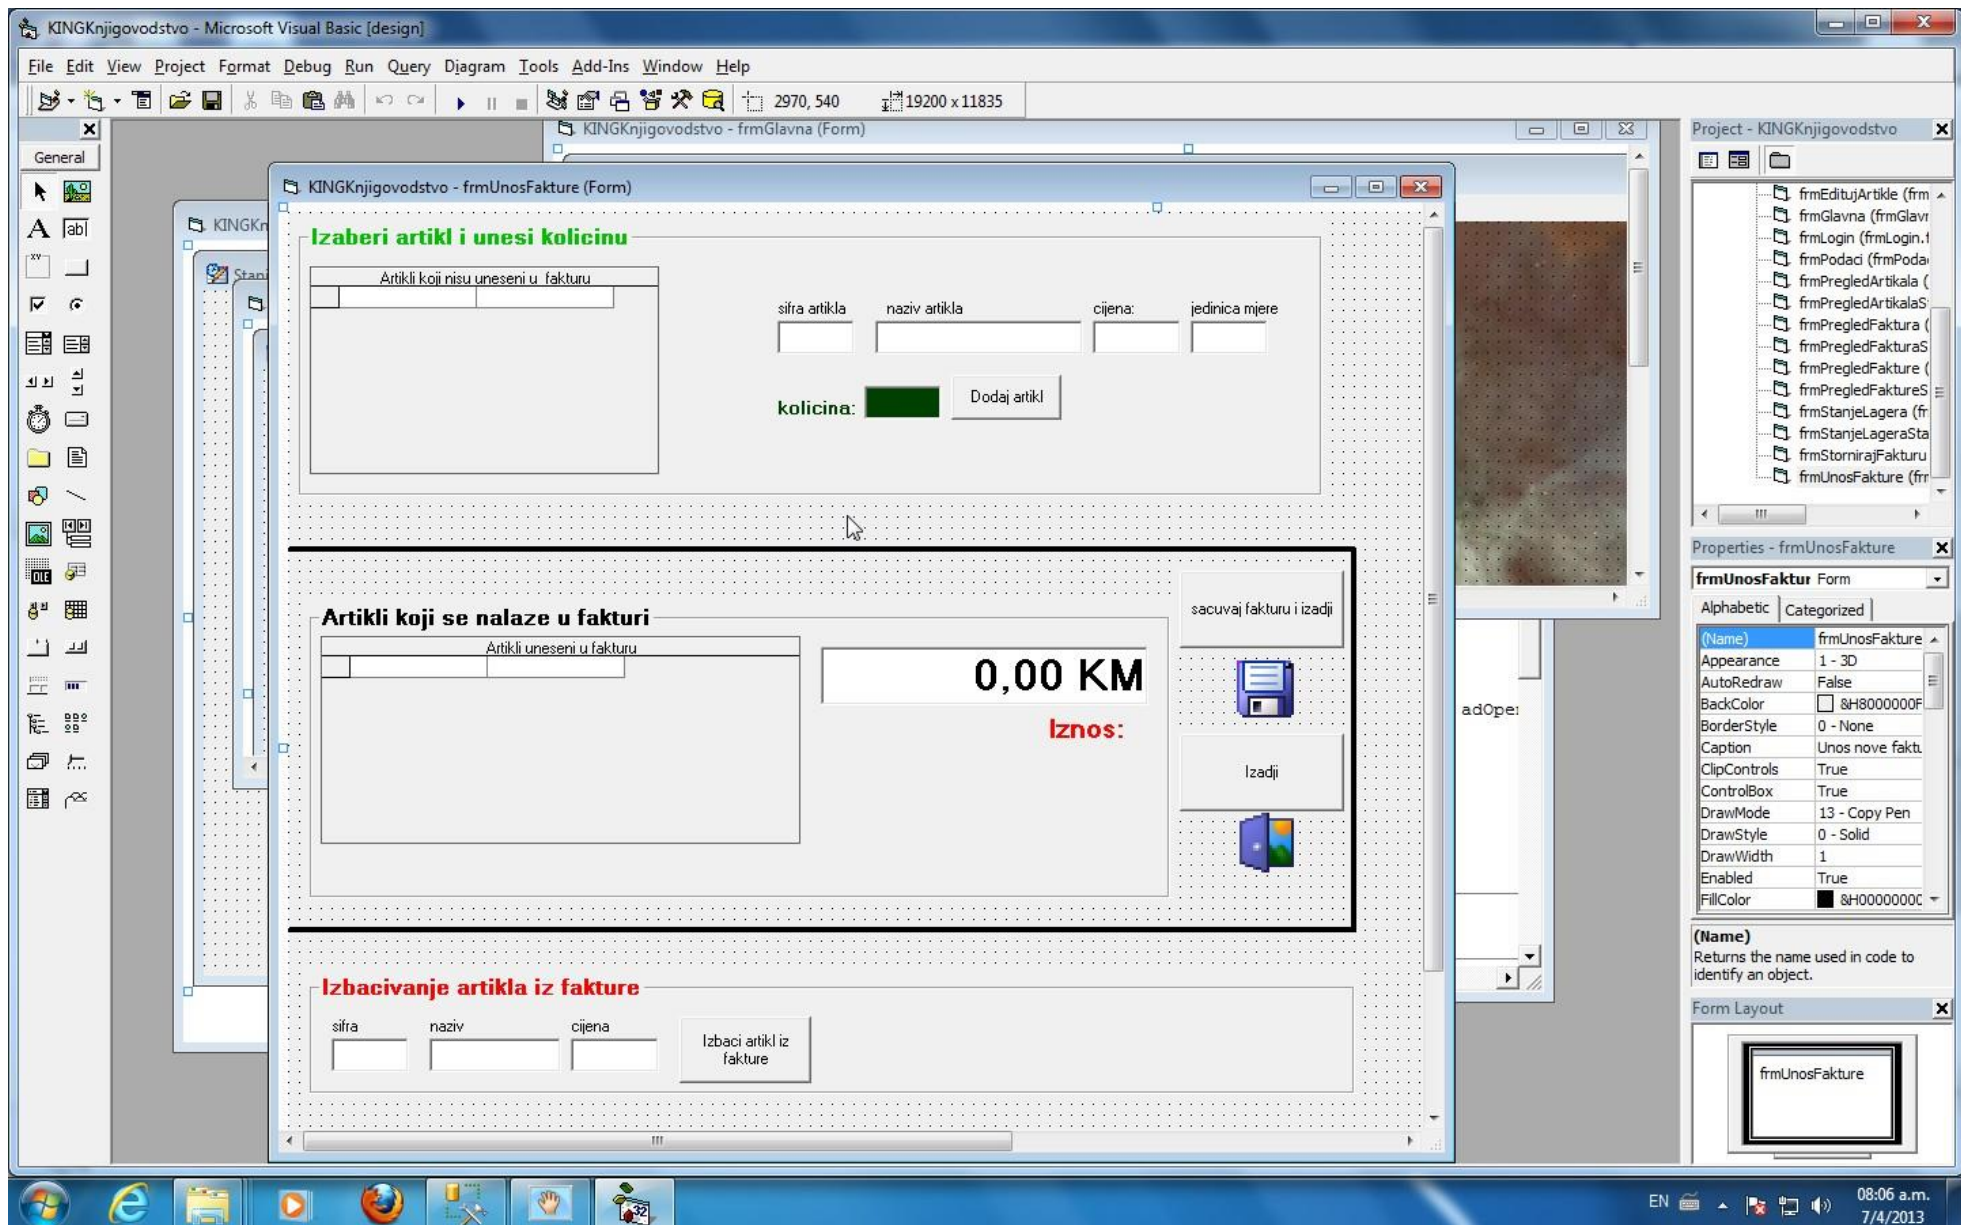 KINGKnjigovodstvo - Microsoft Visual Basic [design]
File Edit View Project Format Debug Run Query Diagram Tools Add-Ins Window Help
2970, 540 19200 x 11835
General
KINGKnjigovodstvo - frmGlavna (Form)
KINGKn
Stanj
KINGKnjigovodstvo - frmUnosFakture (Form)
Izaberi artikl i unesi kolicinu
Artikli koji nisu uneseni u fakturu
sifra artikla naziv artikla cijena: jedinica mjere
kolicina: Dodaj artikl
Artikli koji se nalaze u fakturi
Artikli uneseni u fakturu
0,00 KM
Iznos:
sacuvaj fakturu i izadji
Izadji
adOper
Izbacivanje artikla iz fakture
sifra naziv cijena
Izbaci artikl iz
fakture
Project - KINGKnjigovodstvo
frmEditujArtikle (frm
frmGlavna (frmGlavr
frmLogin (frmLogin.f
frmPodaci (frmPoda
frmPregledArtikala (
frmPregledArtikalaS
frmPregledFaktura (
frmPregledFakturaS
frmPregledFakture (
frmPregledFaktureS
frmStanjeLagera (fr
frmStanjeLageraSta
frmStornirajFakturu
frmUnosFakture (frr
Properties - frmUnosFakture
frmUnosFaktur Form
Alphabetic Categorized
(Name) frmUnosFakture
Appearance 1 - 3D
AutoRedraw False
BackColor &H8000000F
BorderStyle 0 - None
Caption Unos nove faktu
ClipControls True
ControlBox True
DrawMode 13 - Copy Pen
DrawStyle 0 - Solid
DrawWidth 1
Enabled True
FillColor &H0000000C
(Name)
Returns the name used in code to
identify an object.
Form Layout
frmUnosFakture
EN
08:06 a.m.
7/4/2013